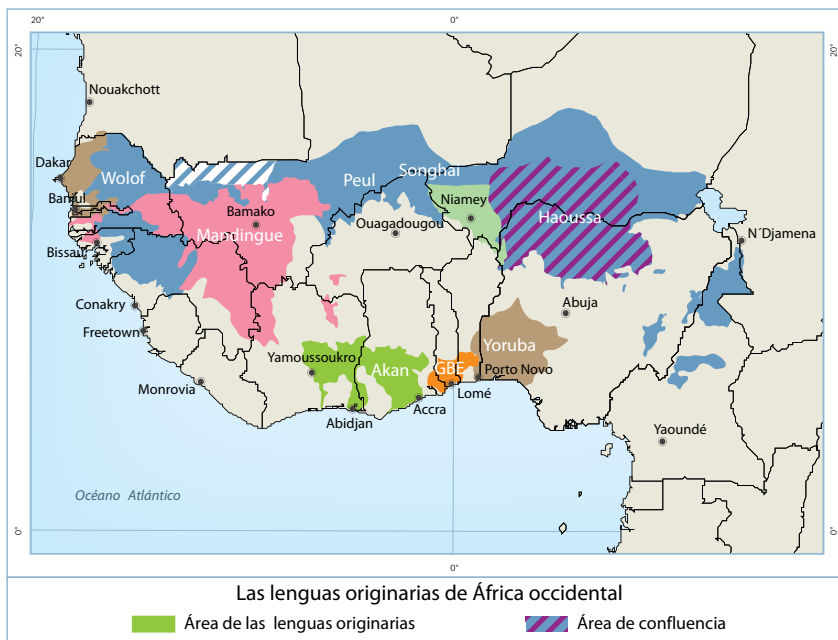 20°
0°
20°
20°
Nouakchott
Dakar
Wolof
Songhai
Peul
Banjul
Niamey
Haoussa
Bamako
Mandingue
Ouagadougou
N´Djamena
Bissau
Conakry
Abuja
Freetown
Yoruba
Yamoussoukro
Akan
GBE
Porto Novo
Monrovia
Lomé
Accra
Abidjan
Yaoundé
Océano Atlántico
0°
0°
0°
Las lenguas originarias de África occidental
Área de las lenguas originarias
Área de confluencia